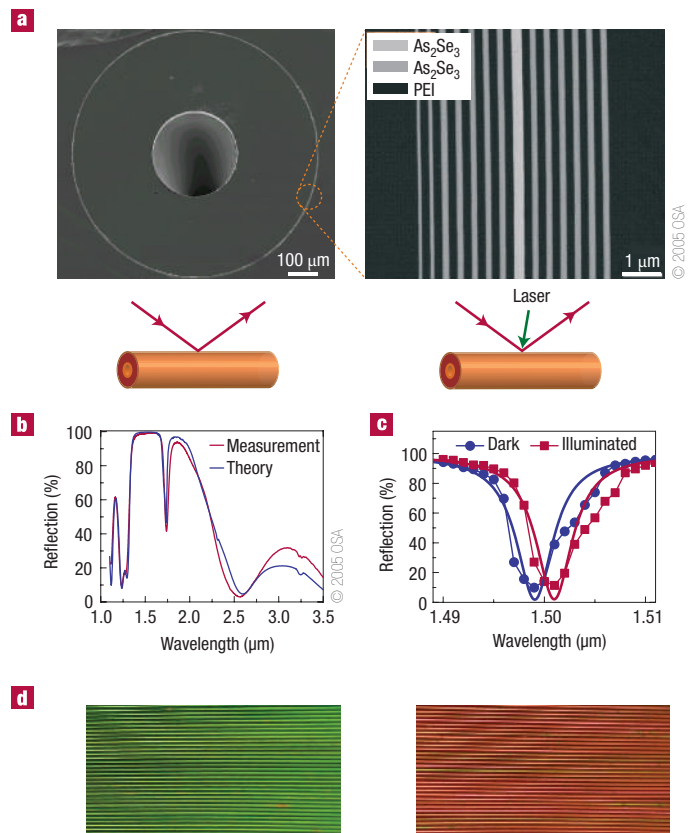 a
As₂Se₃
As₂Se₃
PEI
100 µm
1 µm
© 2005 OSA
Laser
b
100
80
60
40
20
0
Reflection (%)
Measurement
Theory
1.0 1.5 2.0 2.5 3.0 3.5
Wavelength (µm)
© 2005 OSA
c
Dark Illuminated
100
80
60
40
20
0
Reflection (%)
1.49 1.50 1.51
Wavelength (µm)
d